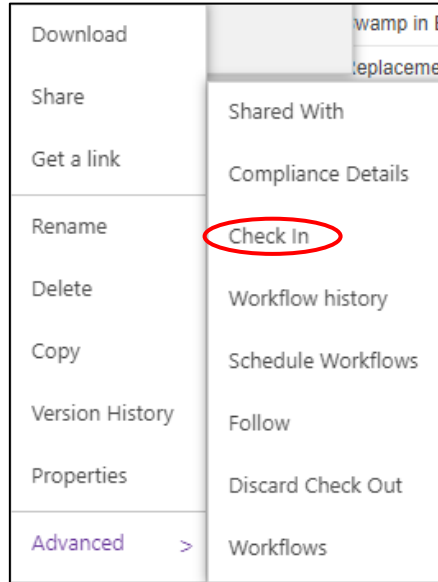 Download
Share
Get a link
Rename
Delete
Copy
Version History
Properties
Advanced >
in
Shared With
Compliance Details
Check In
Workflow history
Schedule Workflows
Follow
Discard Check Out
Workflows